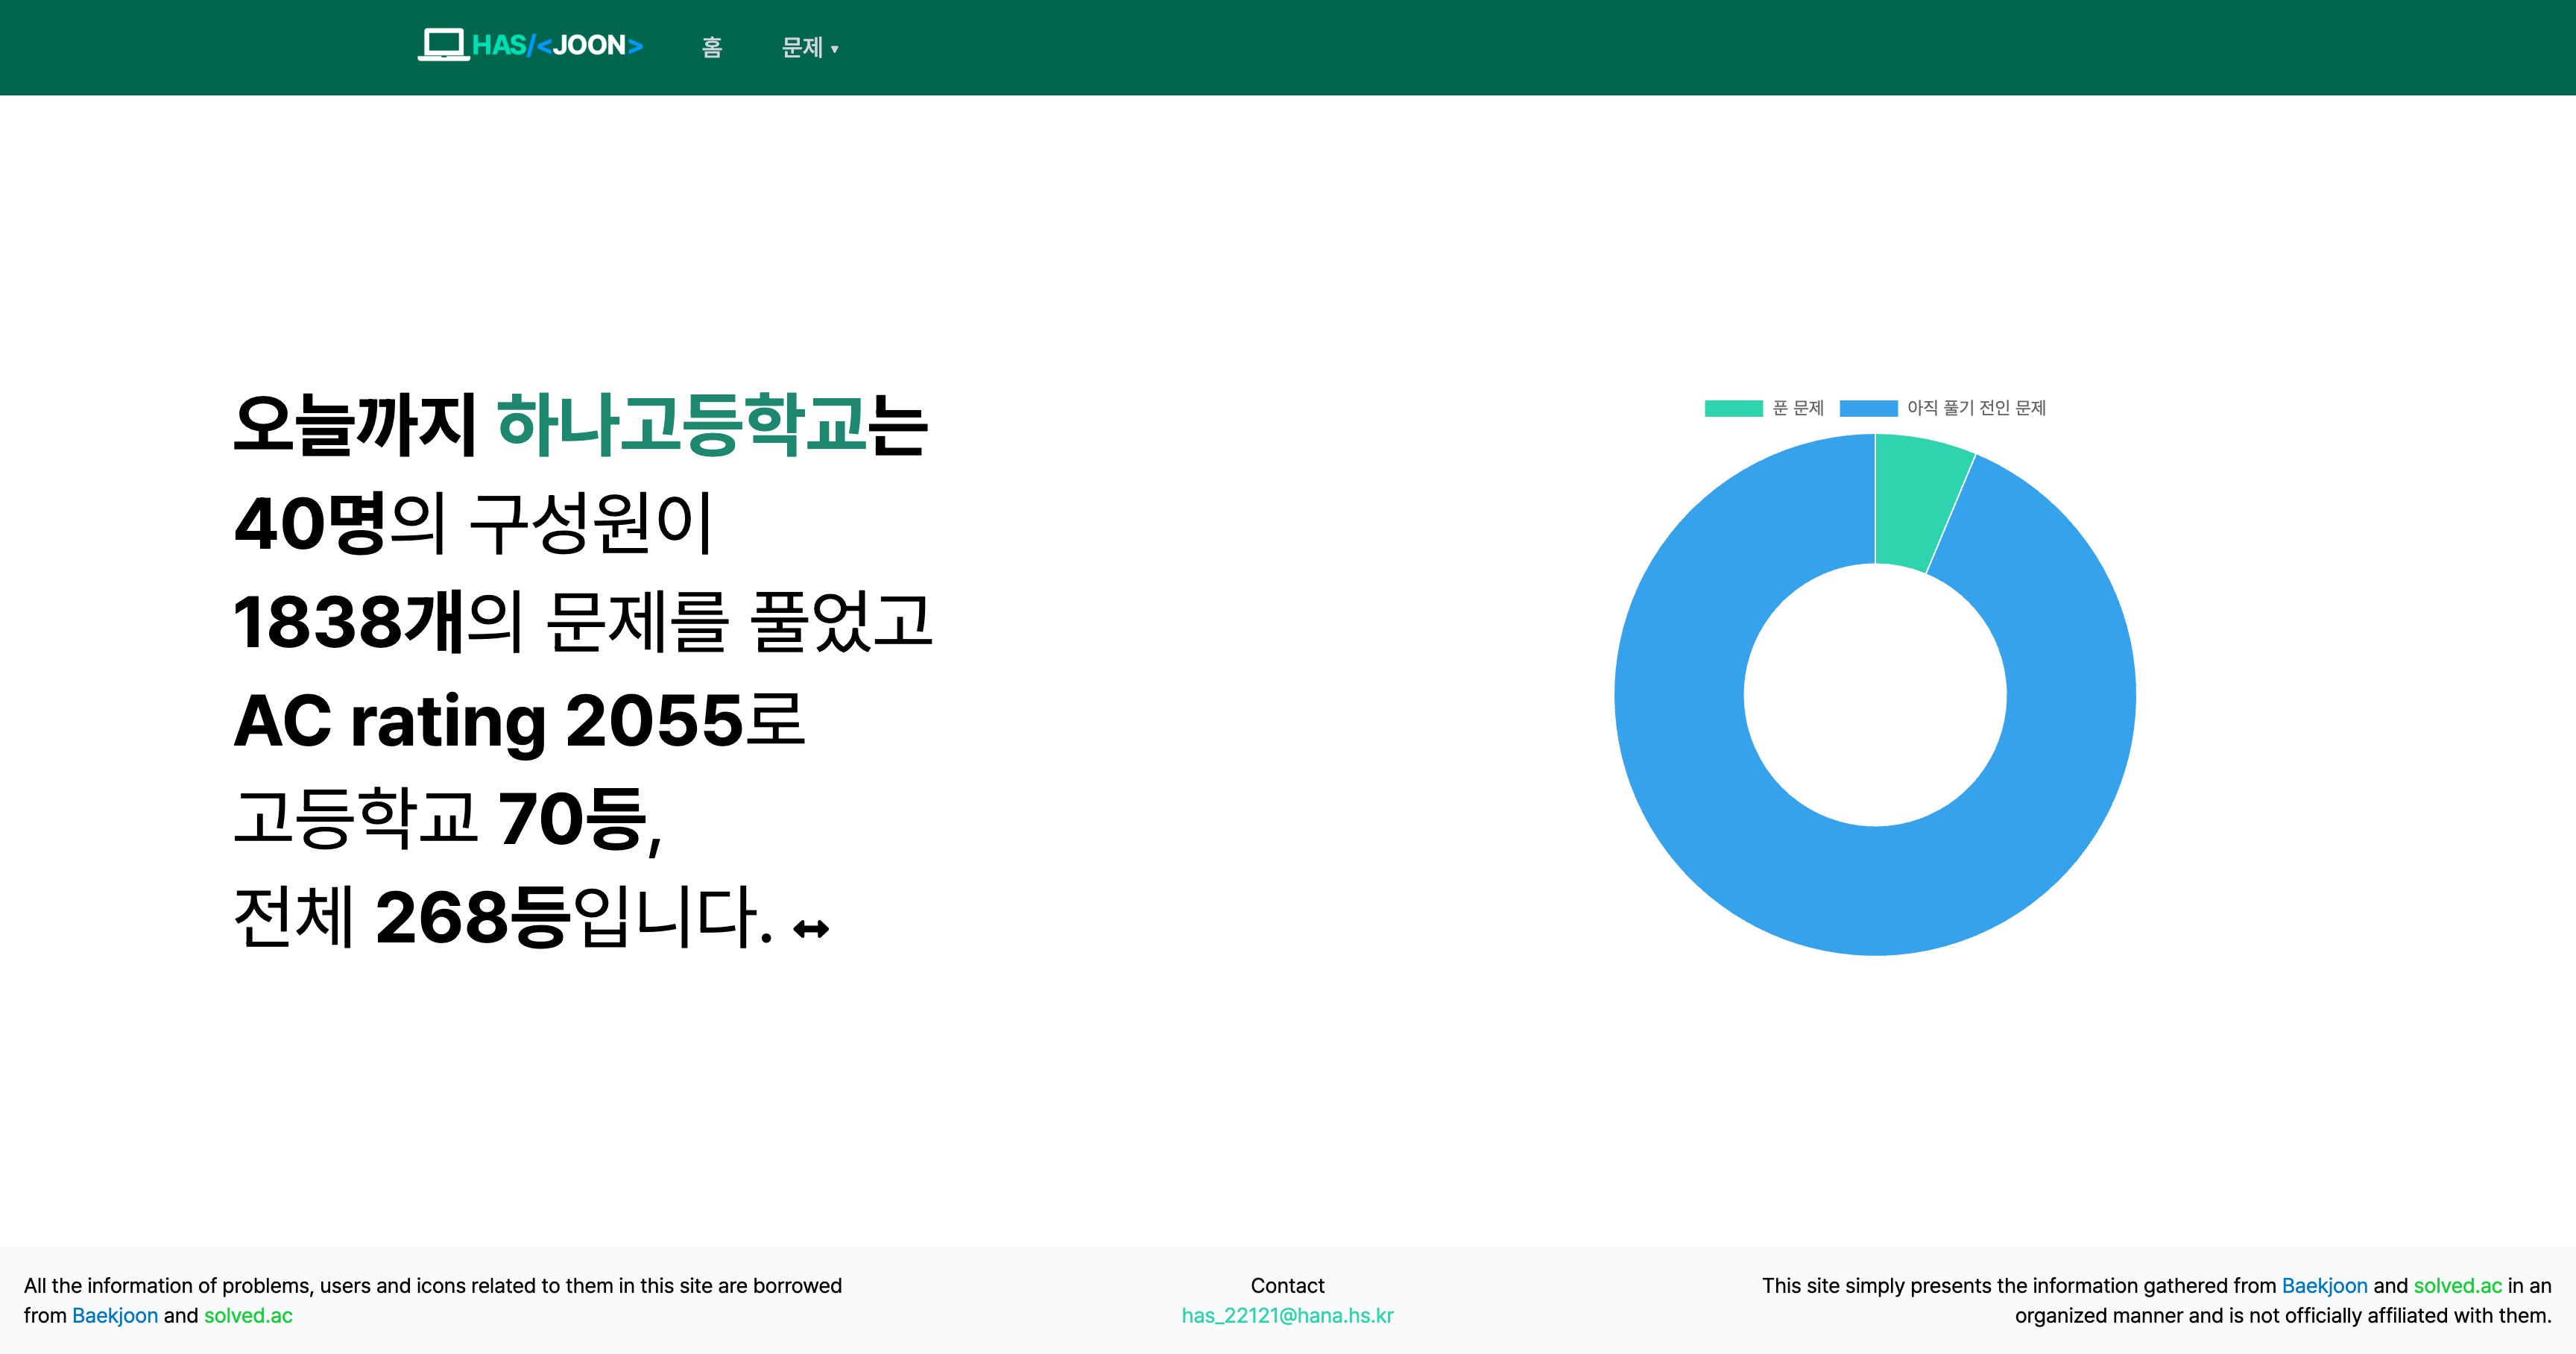 HAS/<JOON>
홈
문제 ▾
오늘까지 하나고등학교는
40명의 구성원이
1838개의 문제를 풀었고
AC rating 2055로
고등학교 70등,
전체 268등입니다. ↔
푼 문제
아직 풀기 전인 문제
All the information of problems, users and icons related to them in this site are borrowed
from Baekjoon and solved.ac
Contact
has_22121@hana.hs.kr
This site simply presents the information gathered from Baekjoon and solved.ac in an
organized manner and is not officially affiliated with them.